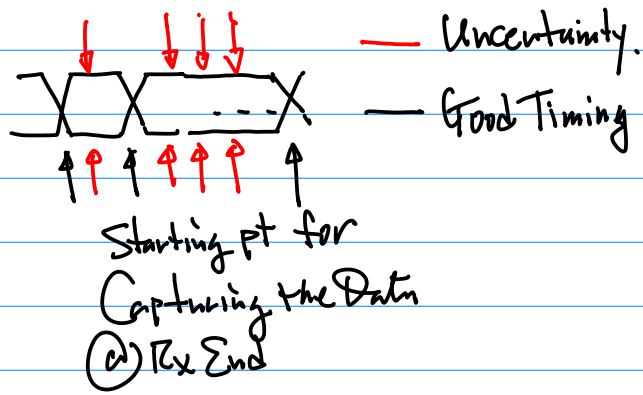 Uncertainty.
Good Timing
Starting pt for
Capturing the Data
@ Rx End